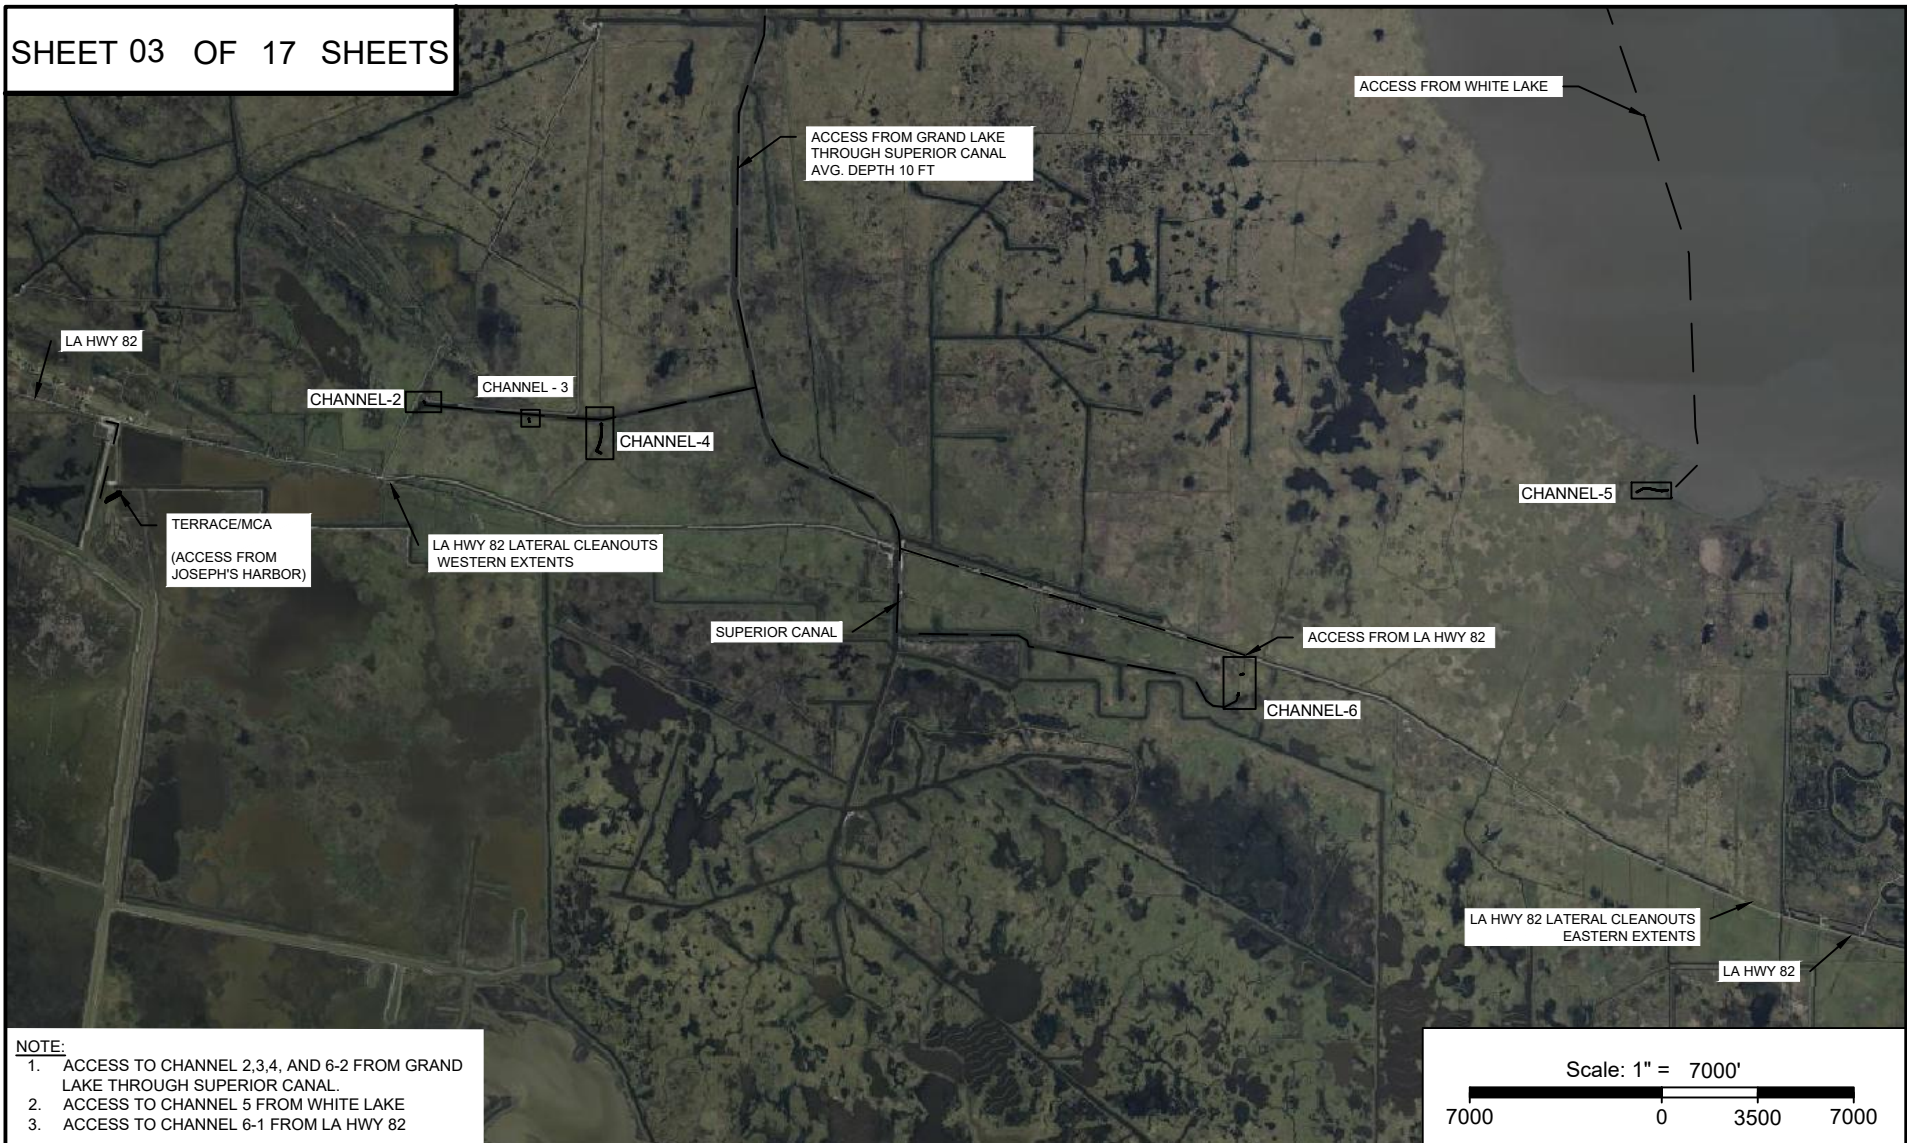 SHEET 03 OF 17 SHEETS
ACCESS FROM WHITE LAKE
ACCESS FROM GRAND LAKE
THROUGH SUPERIOR CANAL
AVG. DEPTH 10 FT
LA HWY 82
CHANNEL - 3
CHANNEL-2
CHANNEL-4
CHANNEL-5
TERRACE/MCA
(ACCESS FROM
JOSEPH'S HARBOR)
LA HWY 82 LATERAL CLEANOUTS
WESTERN EXTENTS
SUPERIOR CANAL
ACCESS FROM LA HWY 82
CHANNEL-6
LA HWY 82 LATERAL CLEANOUTS
EASTERN EXTENTS
LA HWY 82
NOTE:
1. ACCESS TO CHANNEL 2,3,4, AND 6-2 FROM GRAND
LAKE THROUGH SUPERIOR CANAL.
2. ACCESS TO CHANNEL 5 FROM WHITE LAKE
3. ACCESS TO CHANNEL 6-1 FROM LA HWY 82
Scale: 1" = 7000'
7000 0 3500 7000